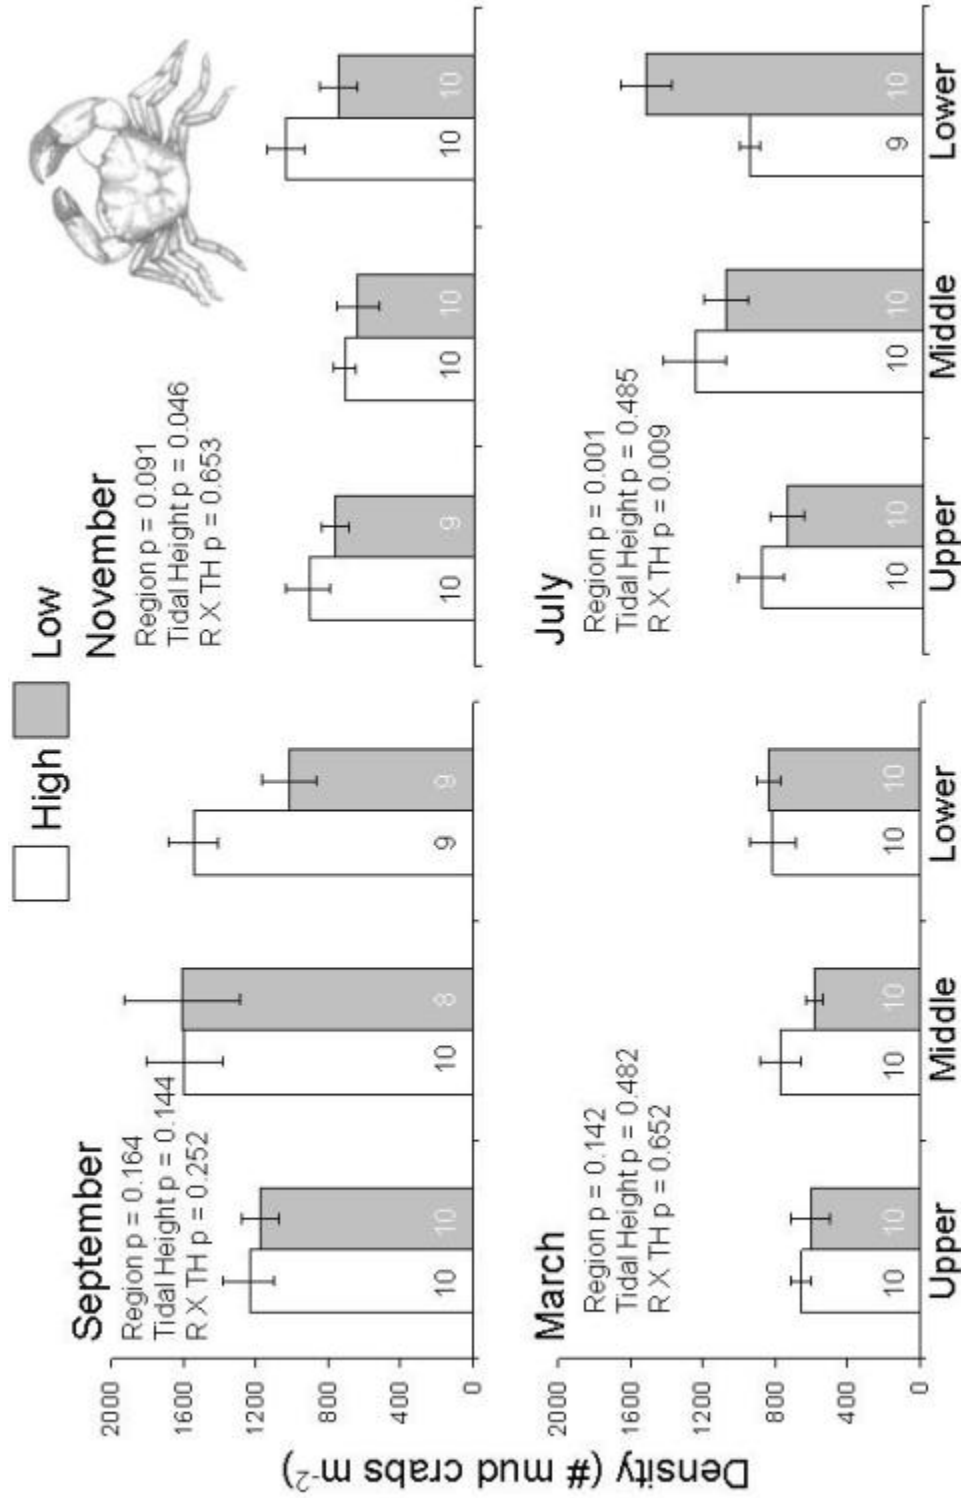 High Low
September
Region p = 0.164
Tidal Height p = 0.144
R X TH p = 0.252
November
Region p = 0.091
Tidal Height p = 0.046
R X TH p = 0.653
2000
1600
1200
800
400
0
10 10 10 8 9 9
10 9 10 10 10 10
March
Region p = 0.142
Tidal Height p = 0.482
R X TH p = 0.652
July
Region p = 0.001
Tidal Height p = 0.485
R X TH p = 0.009
2000
1600
1200
800
400
0
10 10 10 10 10 10
10 10 10 10 9 10
Upper Middle Lower
Upper Middle Lower
Density (# mud crabs m⁻²)